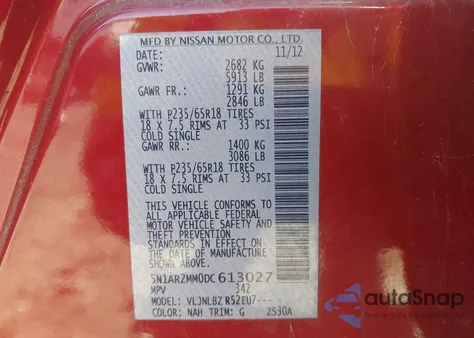 MFD BY NISSAN MOTOR CO., LTD.
DATE: 11/12
GVWR: 2682 KG
5913 LB
GAWR FR.: 1291 KG
2846 LB
WITH P235/65R18 TIRES
18 X 7.5 RIMS AT 33 PSI
COLD SINGLE
GAWR RR.: 1400 KG
3086 LB
WITH P235/65R18 TIRES
18 X 7.5 RIMS AT 33 PSI
COLD SINGLE
THIS VEHICLE CONFORMS TO
ALL APPLICABLE FEDERAL
MOTOR VEHICLE SAFETY AND
THEFT PREVENTION
STANDARDS IN EFFECT ON
THE DATE OF MANUFACTURE
SHOWN ABOVE.
5N1AR2MM0DC 613027
342
MODEL: VLJNLBZ R52EU7---
COLOR: NAH TRIM: G ZS30A
autoSnap